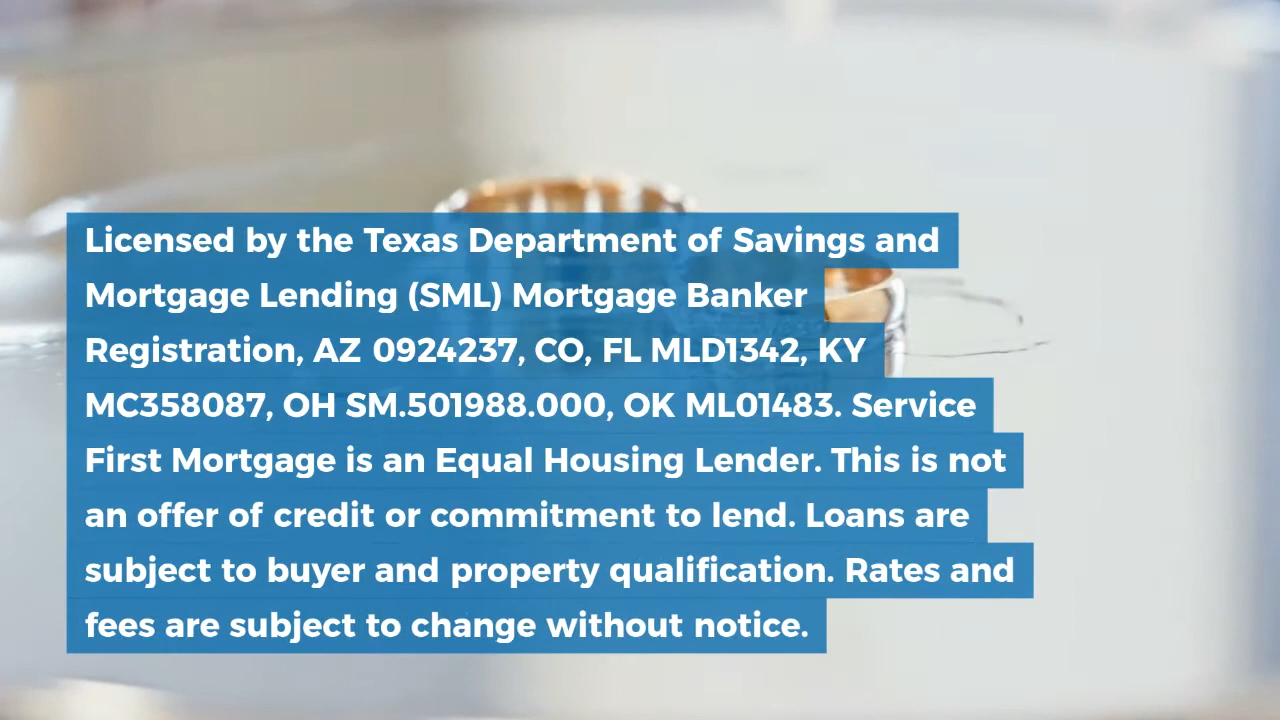 Licensed by the Texas Department of Savings and
Mortgage Lending (SML) Mortgage Banker
Registration, AZ 0924237, CO, FL MLD1342, KY
MC358087, OH SM.501988.000, OK ML01483. Service
First Mortgage is an Equal Housing Lender. This is not
an offer of credit or commitment to lend. Loans are
subject to buyer and property qualification. Rates and
fees are subject to change without notice.